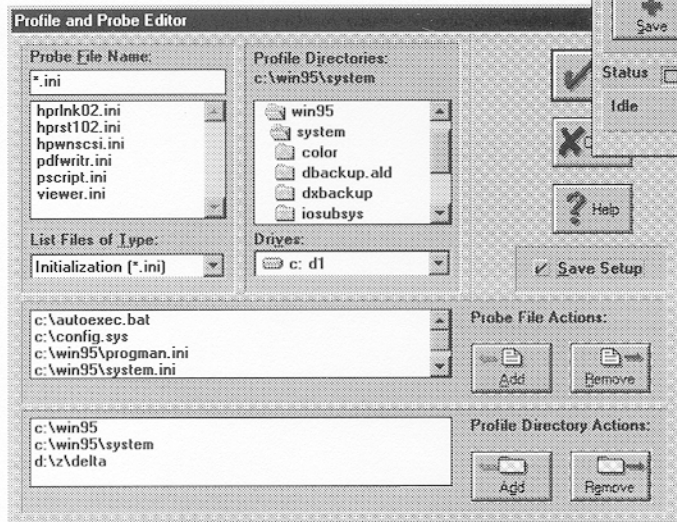 Profile and Probe Editor
Save
Status
Idle
Probe File Name:
*.ini
hprlnk02.ini
hprst102.ini
hpwnscsi.ini
pdfwritr.ini
pscript.ini
viewer.ini
List Files of Type:
Initialization (*.ini)
Profile Directories:
c:\win95\system
win95
system
color
dbackup.ald
dxbackup
iosubsys
Drives:
c: d1
Help
Save Setup
c:\autoexec.bat
c:\config.sys
c:\win95\progman.ini
c:\win95\system.ini
Probe File Actions:
Add
Remove
c:\win95
c:\win95\system
d:\z\delta
Profile Directory Actions:
Add
Remove